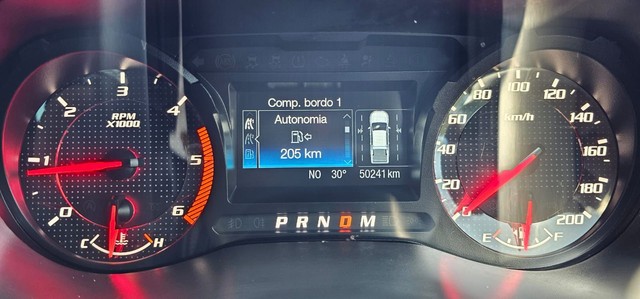 0
1
2
3
4
5
6
RPM
X1000
C H
Comp. bordo 1
Autonomia
205 km
NO 30° 50241 km
P R N D M
0
20
40
60
80
100
120
140
160
180
200
km/h
E F